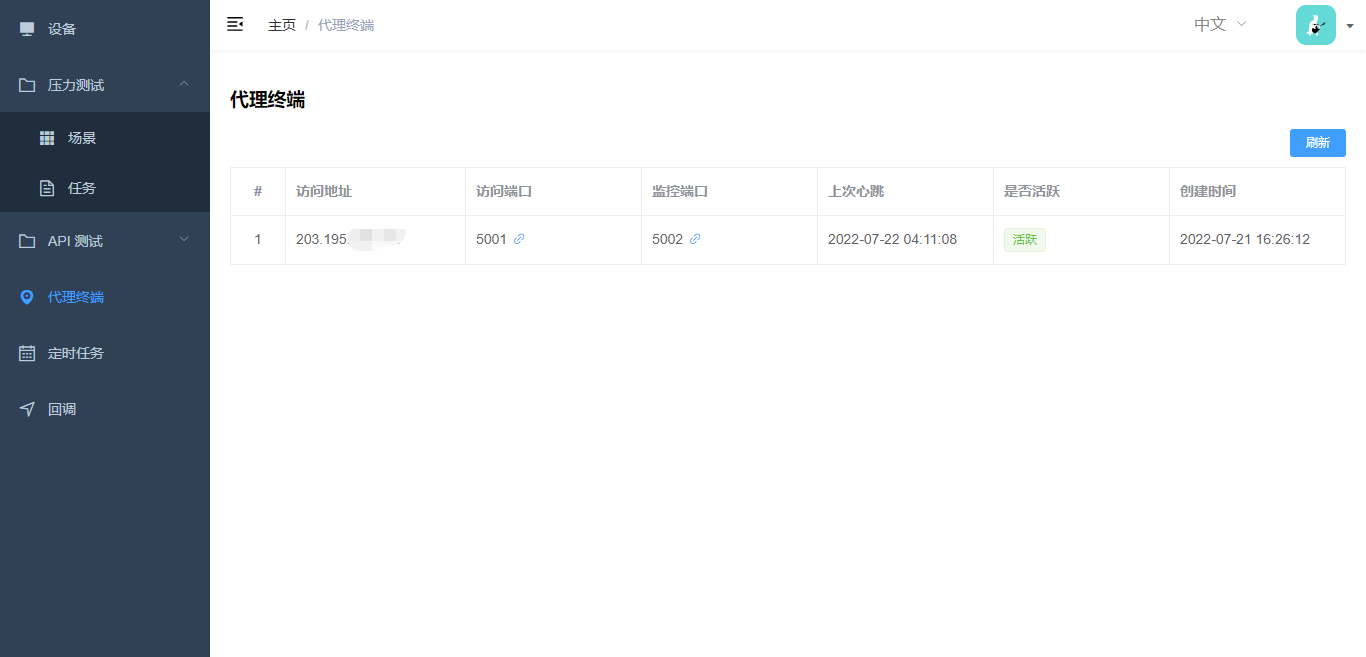 设备
压力测试
场景
任务
API 测试
代理终端
定时任务
回调
主页 / 代理终端
中文
代理终端
刷新
# 访问地址 访问端口 监控端口 上次心跳 是否活跃 创建时间
1 203.195. 5001 5002 2022-07-22 04:11:08 活跃 2022-07-21 16:26:12